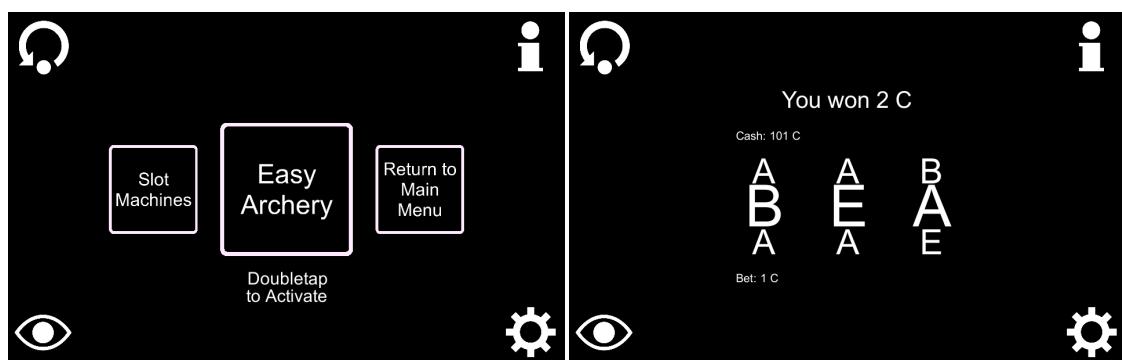 Slot
Machines
Easy
Archery
Return to
Main
Menu
Doubletap
to Activate
You won 2 C
Cash: 101 C
A A B
B E A
A A E
Bet: 1 C